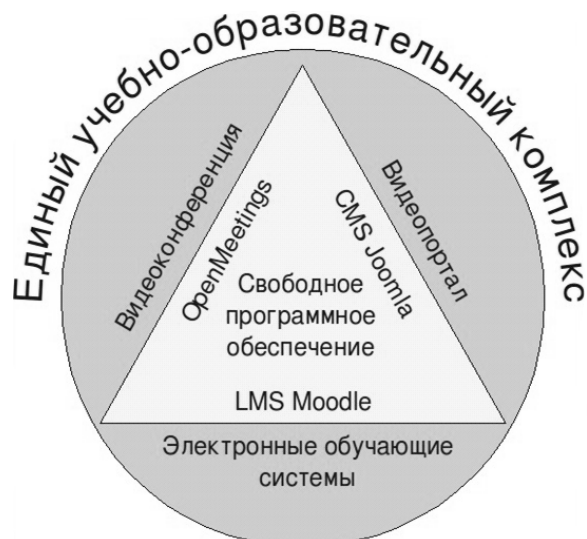 Единый учебно-образовательный комплекс
Видеоконференция
OpenMeetings
CMS Joomla
Видеопортал
Свободное
программное
обеспечение
LMS Moodle
Электронные обучающие
системы